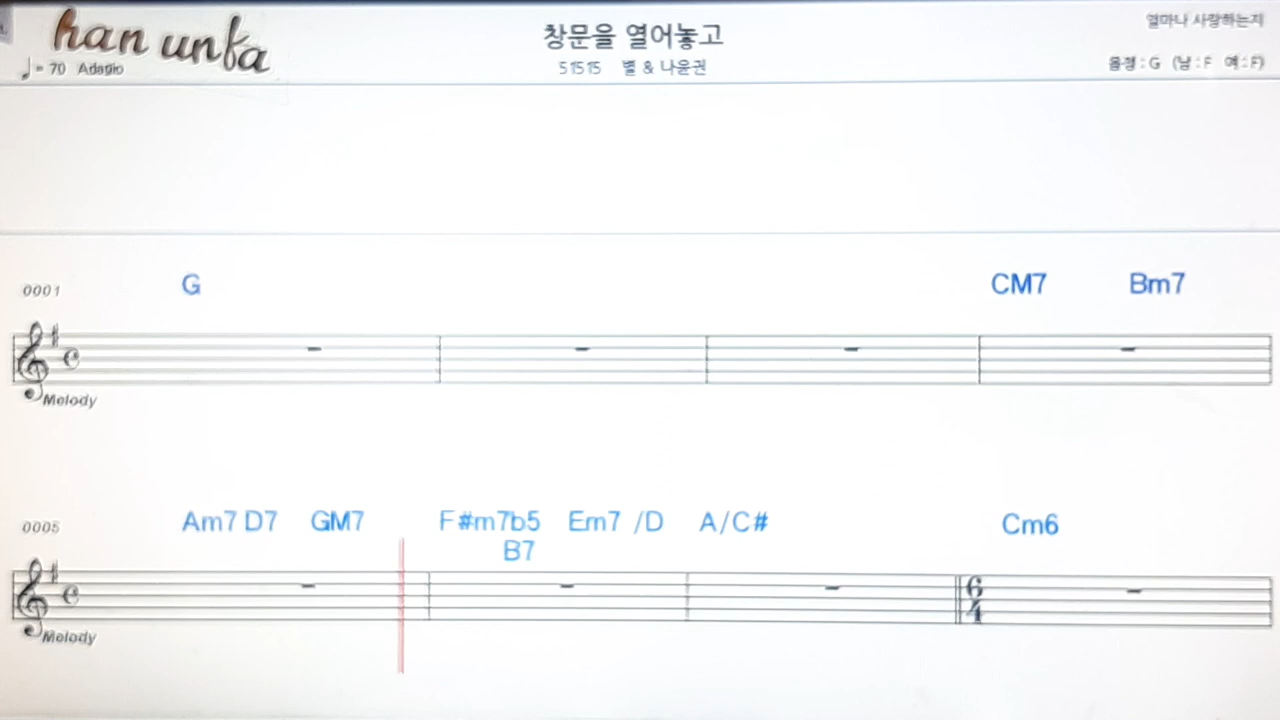 han unfa
창문을 열어놓고
얼마나 사랑하는지
♩= 70 Adagio
51515 별 & 나윤권
음정 : G (남 : F 여 : F)
0001
G CM7 Bm7
Melody
0005
Am7 D7 GM7 F#m7b5 Em7 /D A/C# Cm6
B7
6
4
Melody